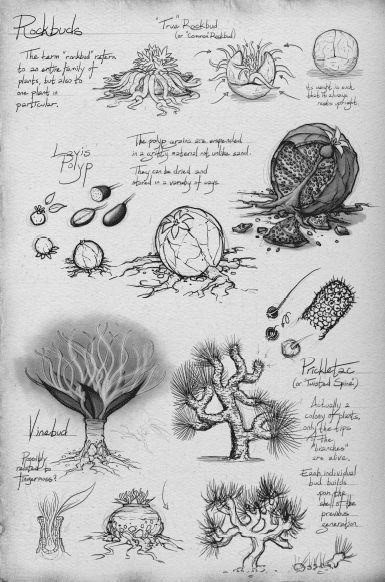 Rockbuds
The term "rockbud" refers
to an entire family of
plants, but also to
one plant in
particular.
"True" Rockbud
(or "Common Rockbud")
its weight is such
that it always
rests upright.
Lavis
Polyp
The polyp grains are suspended
in a gritty material not unlike sand.
They can be dried and
stored in a variety of ways
Prickletac
(or "Twisted Spine")
Actually a
colony of plants,
only the tips
of the
"branches"
are alive.
Each individual
bud builds
on the
shell of the
previous
generation.
Vinebud
Possibly
related to
fingermoss?